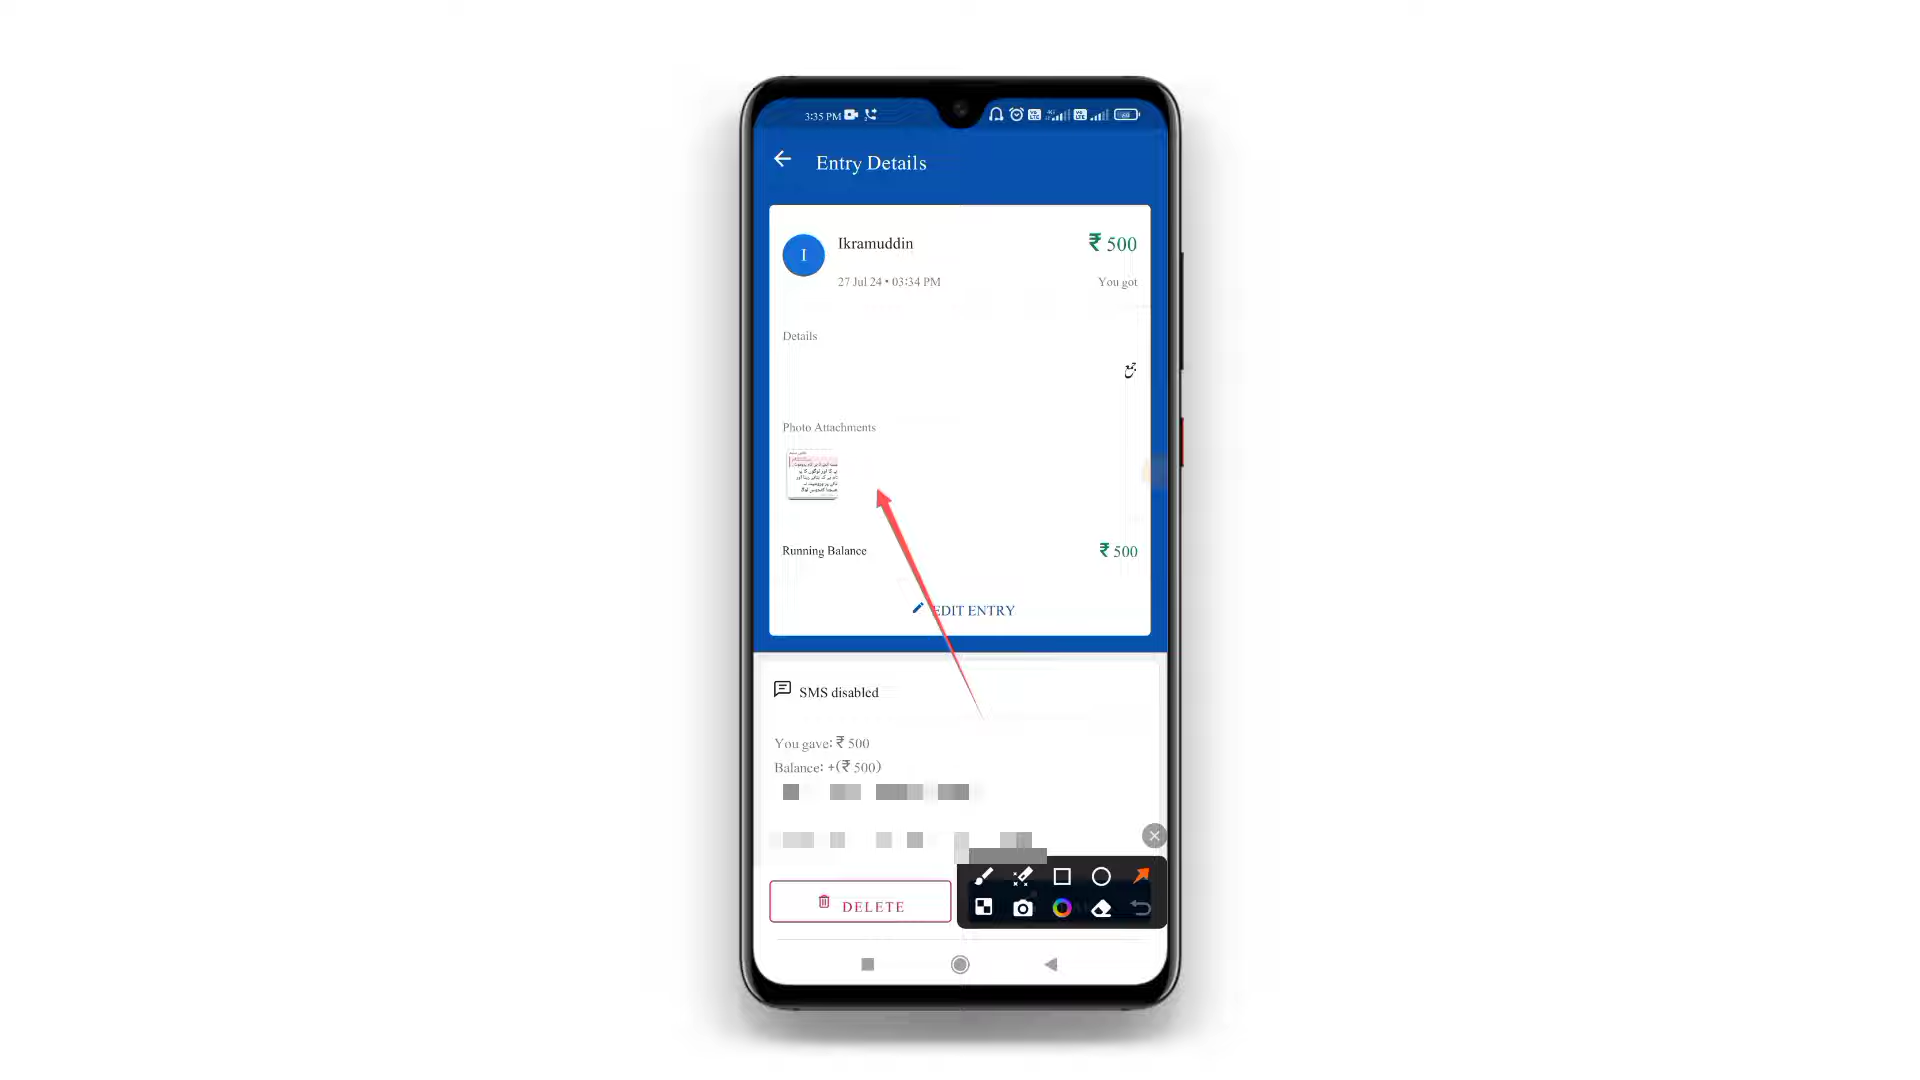 3:35 PM
Entry Details
I
Ikramuddin
₹ 500
27 Jul 24 • 03:34 PM
You got
Details
جمع
Photo Attachments
Running Balance
₹ 500
EDIT ENTRY
SMS disabled
You gave: ₹ 500
Balance: +(₹ 500)
DELETE